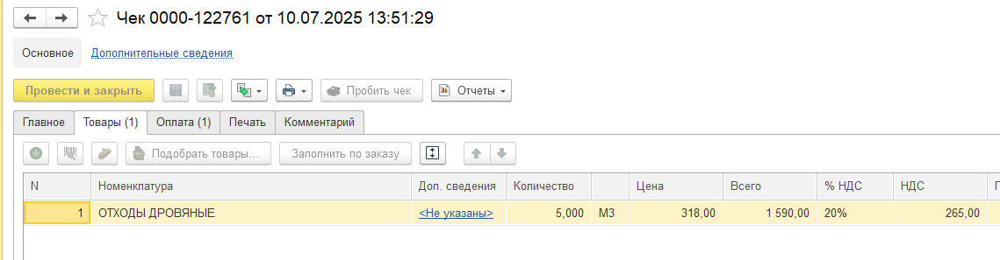 Чек 0000-122761 от 10.07.2025 13:51:29
Основное Дополнительные сведения
Провести и закрыть Пробить чек Отчеты
Главное Товары (1) Оплата (1) Печать Комментарий
Подобрать товары... Заполнить по заказу
N Номенклатура Доп. сведения Количество Цена Всего % НДС НДС
1 ОТХОДЫ ДРОВЯНЫЕ <Не указаны> 5,000 М3 318,00 1 590,00 20% 265,00